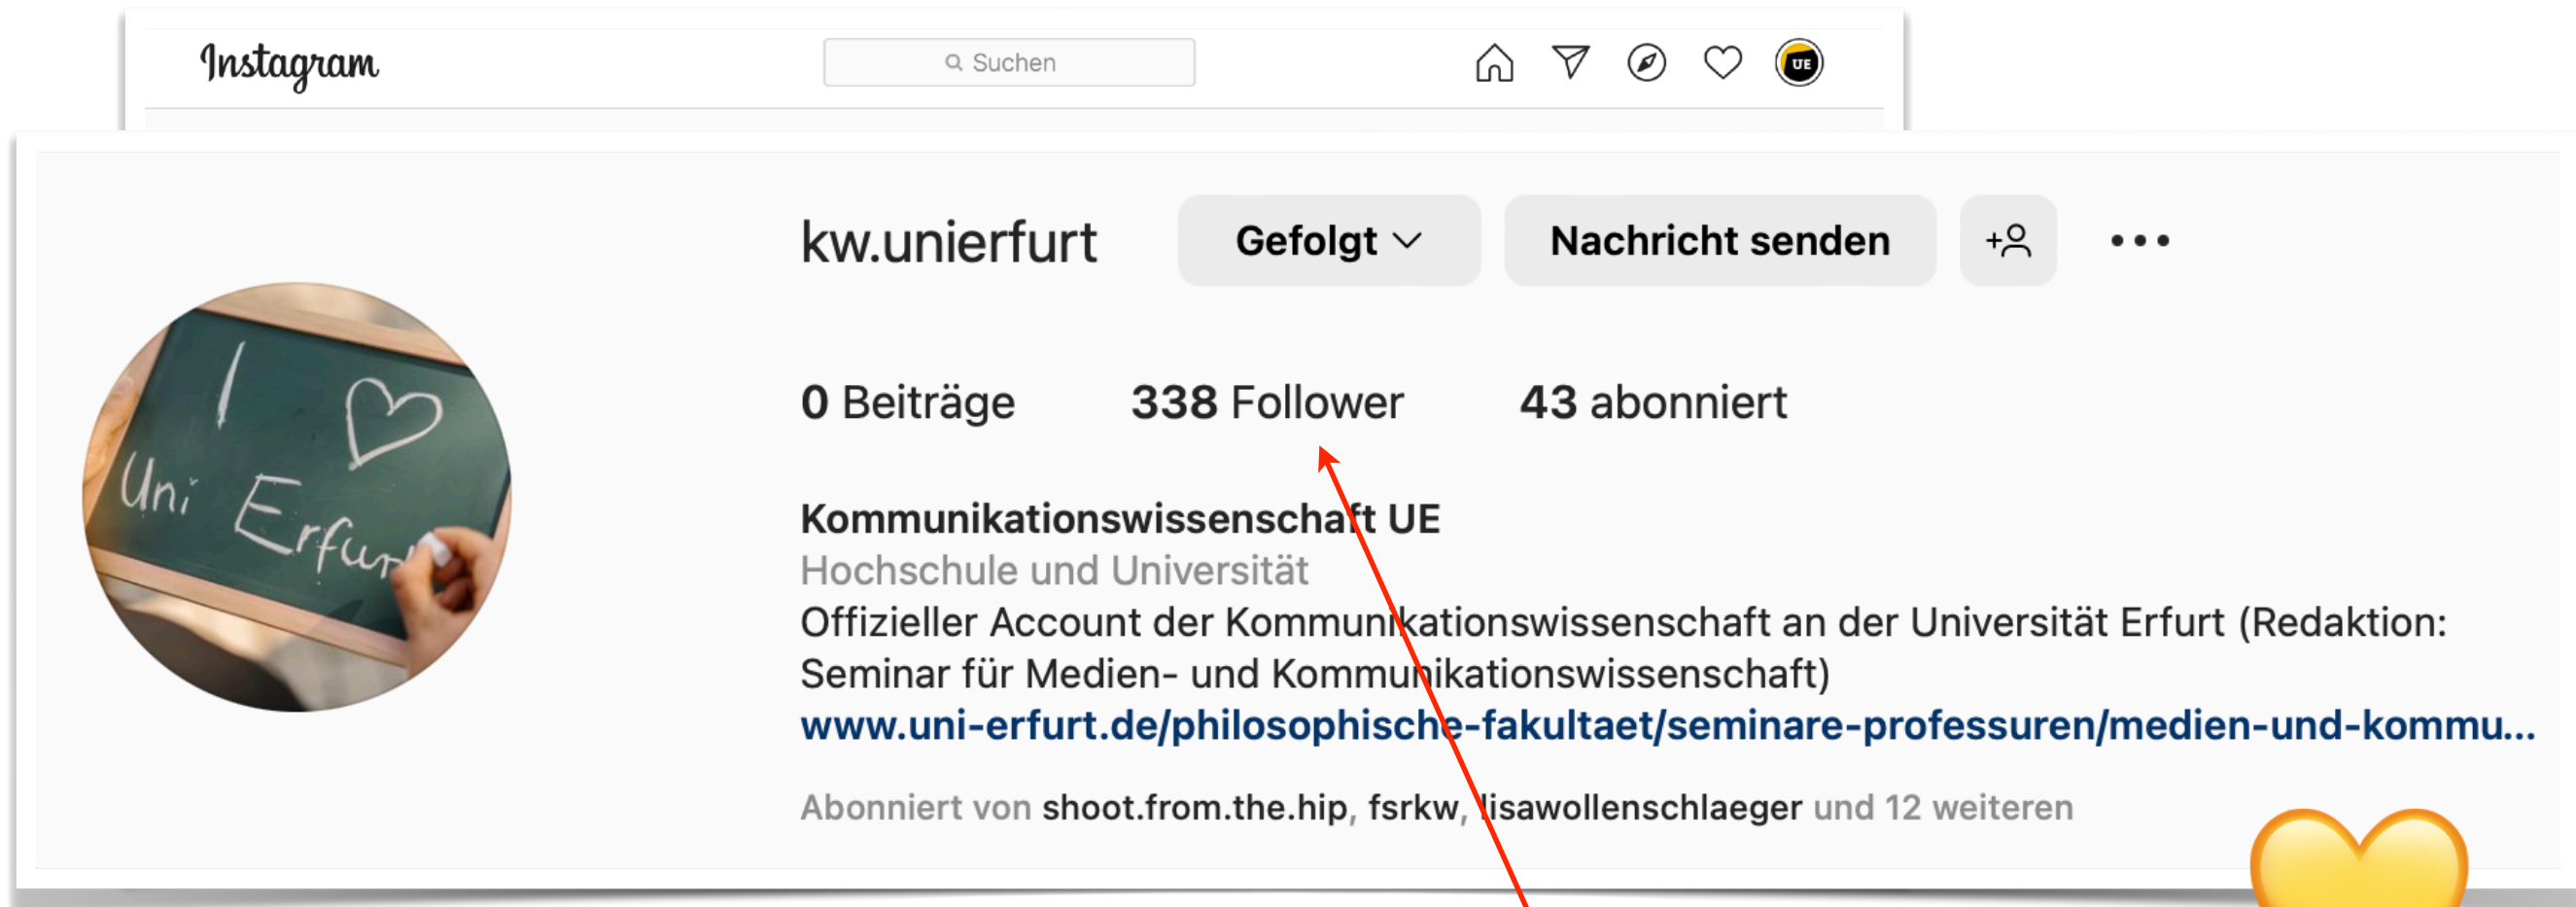 Instagram
Suchen
UE
kw.unierfurt Gefolgt Nachricht senden
0 Beiträge 338 Follower 43 abonniert
I ♡
Uni Erfurt
Kommunikationswissenschaft UE
Hochschule und Universität
Offizieller Account der Kommunikationswissenschaft an der Universität Erfurt (Redaktion:
Seminar für Medien- und Kommunikationswissenschaft)
www.uni-erfurt.de/philosophische-fakultaet/seminare-professuren/medien-und-kommu...
Abonniert von shoot.from.the.hip, fsrkw, lisawollenschlaeger und 12 weiteren